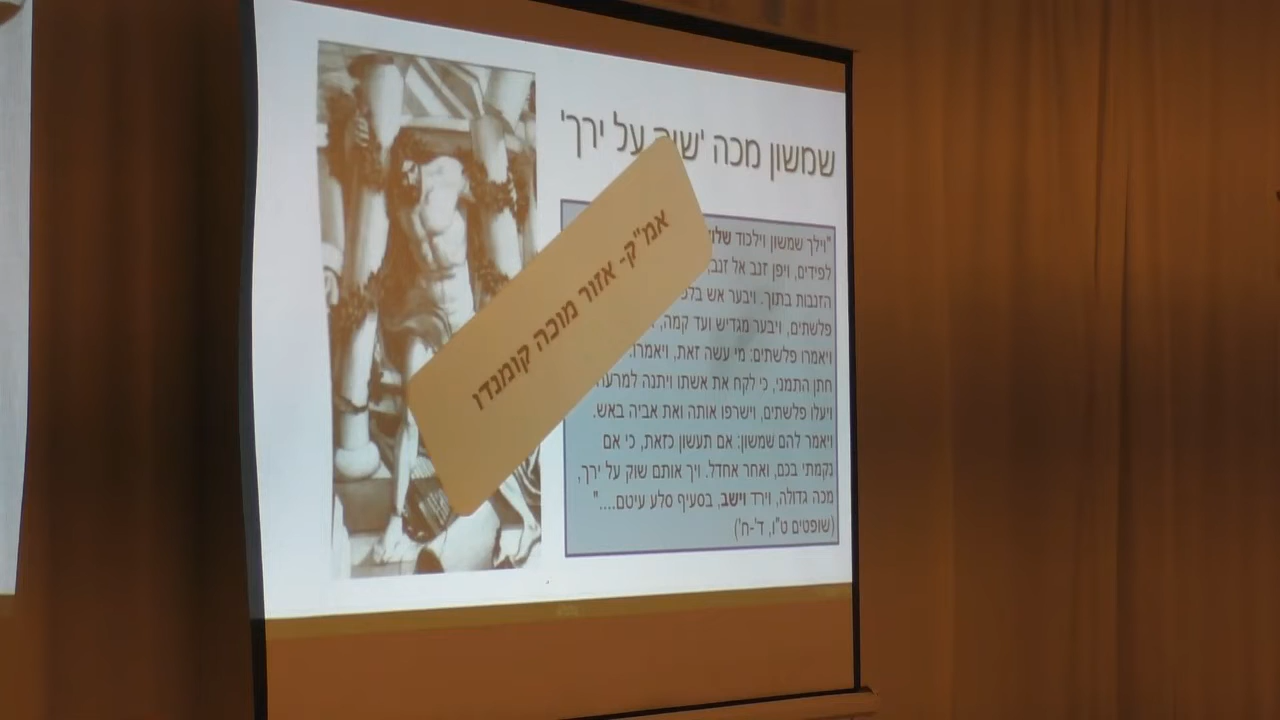 שמשון מכה 'שוק על ירך'
"וילך שמשון וילכוד
לפידים, ויפן זנב אל זנב,
הזנבות בתוך. ויבער אש
פלשתים, ויבער מגדיש ועד קמה,
ויאמרו פלשתים: מי עשה זאת, ויאמרו
חתן התמני, כי לקח את אשתו ויתנה
ויעלו פלשתים, וישרפו אותה ואת אביה באש.
ויאמר להם שמשון: אם תעשון כזאת, כי אם
נקמתי בכם, ואחר אחדל. ויך אותם שוק על ירך,
מכה גדולה, וירד וישב, בסעיף סלע עיטם...."
(שופטים ט"ו, ד'-ח')
אמ"ק- אזור מוכה קומנדו